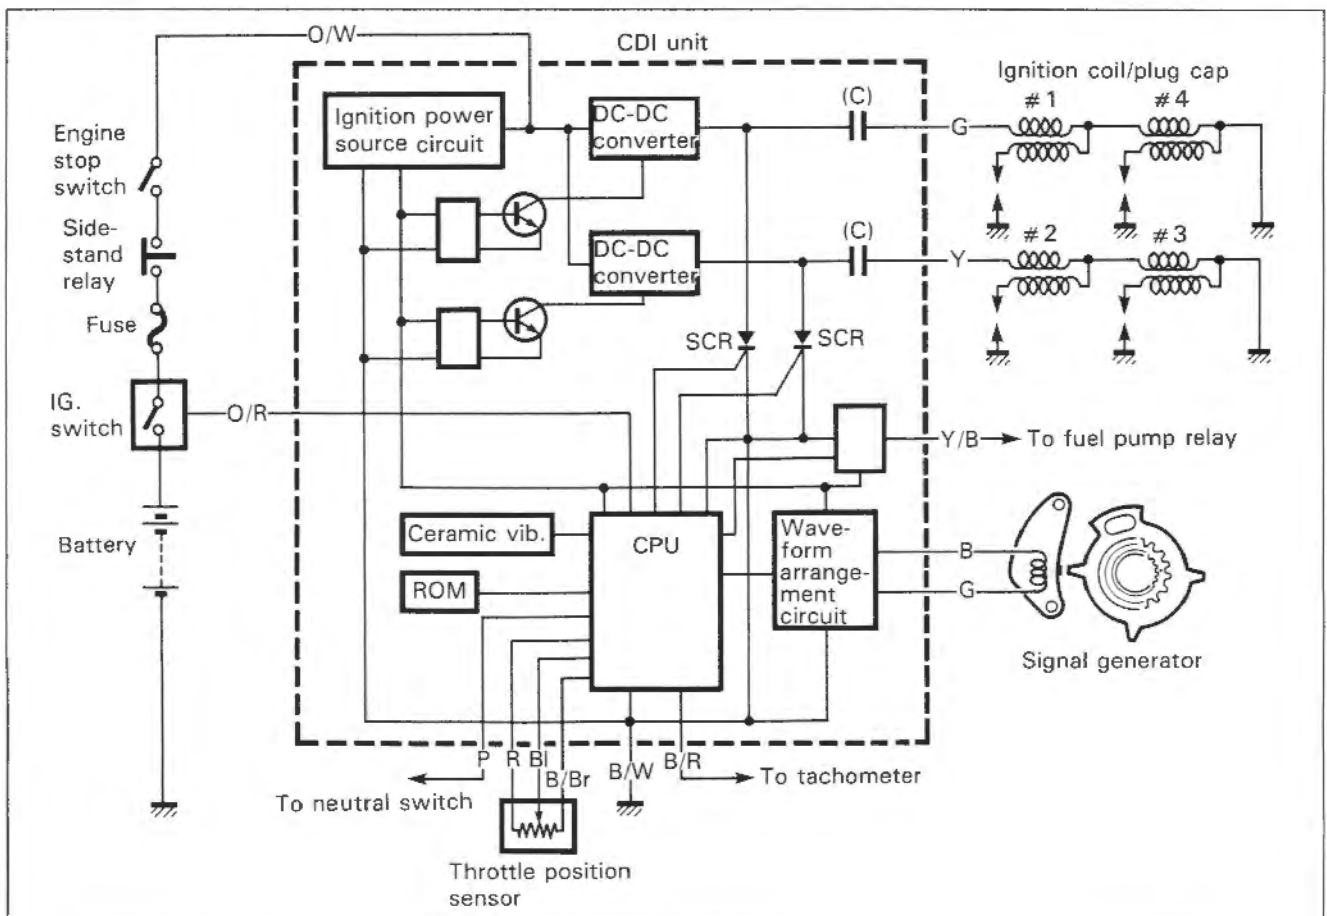 O/W
CDI unit
Ignition coil/plug cap
#1
#4
Ignition power
source circuit
DC-DC
converter
(C)
G
Engine
stop
switch
Side-
stand
relay
Fuse
IG.
switch
Battery
DC-DC
converter
(C)
Y
#2
#3
SCR
SCR
O/R
Y/B
To fuel pump relay
Ceramic vib.
ROM
CPU
Wave-
form
arrange-
ment
circuit
B
G
Signal generator
P
R
Bl
B/Br
B/W
B/R
To neutral switch
To tachometer
Throttle position
sensor